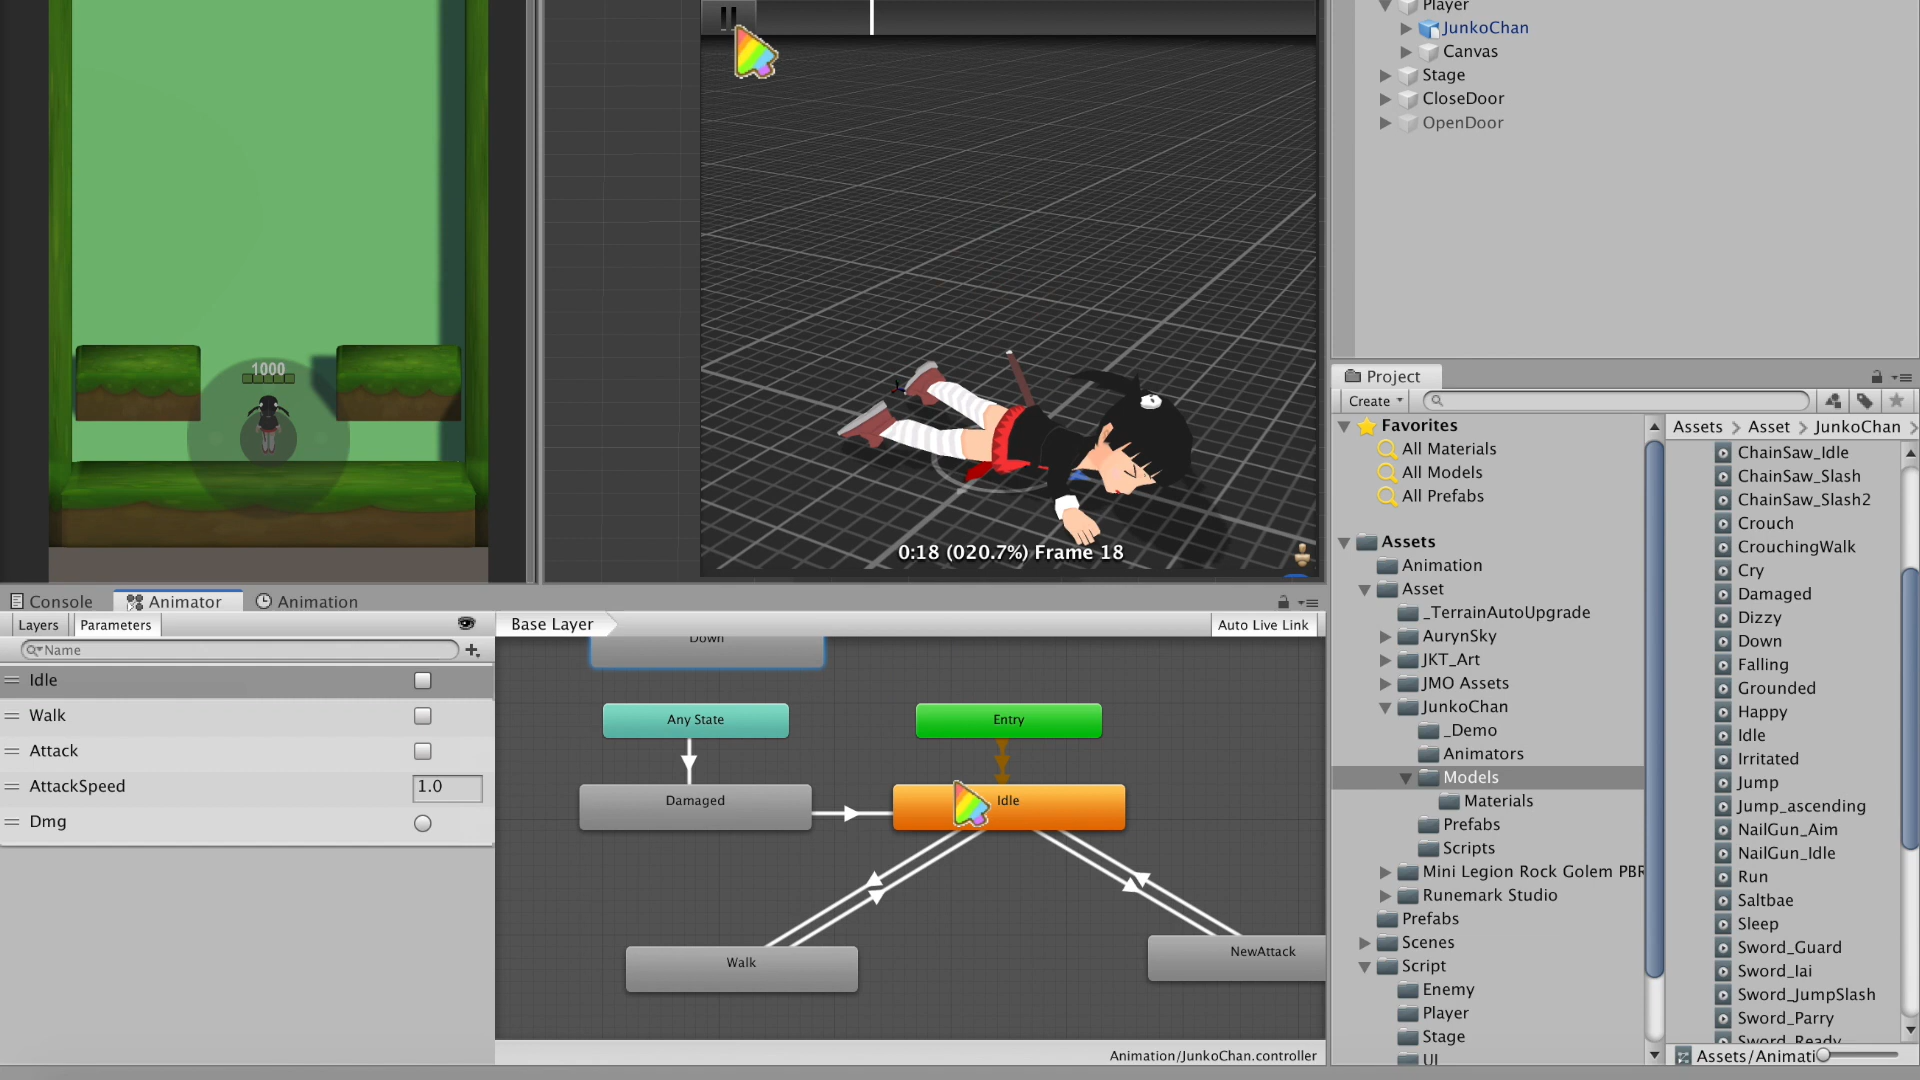 1000
0:18 (020.7%) Frame 18
Player
JunkoChan
Canvas
Stage
CloseDoor
OpenDoor
Console
Animator
Animation
Layers
Parameters
Name
Idle
Walk
Attack
AttackSpeed
1.0
Dmg
Base Layer
Auto Live Link
Down
Any State
Entry
Damaged
Idle
Walk
NewAttack
Animation/JunkoChan.controller
Project
Create
Favorites
All Materials
All Models
All Prefabs
Assets
Animation
Asset
_TerrainAutoUpgrade
AurynSky
JKT_Art
JMO Assets
JunkoChan
_Demo
Animators
Models
Materials
Prefabs
Scripts
Mini Legion Rock Golem PBR
Runemark Studio
Prefabs
Scenes
Script
Enemy
Player
Stage
UI
Assets > Asset > JunkoChan >
ChainSaw_Idle
ChainSaw_Slash
ChainSaw_Slash2
Crouch
CrouchingWalk
Cry
Damaged
Dizzy
Down
Falling
Grounded
Happy
Idle
Irritated
Jump
Jump_ascending
NailGun_Aim
NailGun_Idle
Run
Saltbae
Sleep
Sword_Guard
Sword_Iai
Sword_JumpSlash
Sword_Parry
Sword_Ready
Assets/Animati